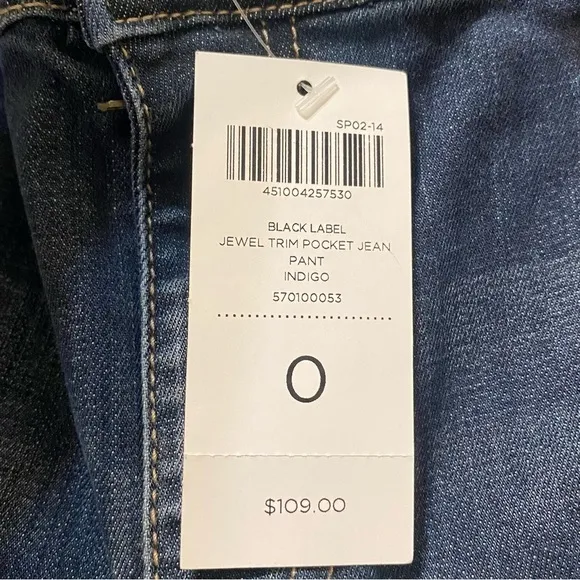 SP02-14
451004257530
BLACK LABEL
JEWEL TRIM POCKET JEAN
PANT
INDIGO
570100053
0
$109.00